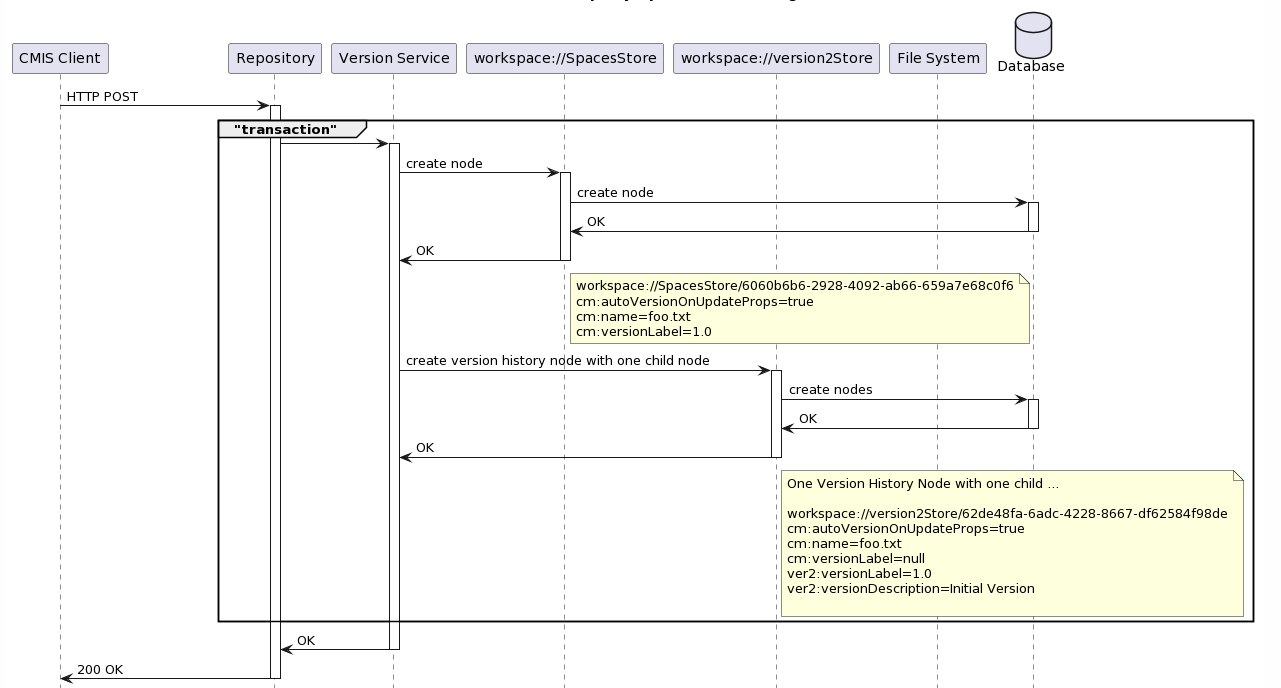 CMIS Client
Repository
Version Service
workspace://SpacesStore
workspace://version2Store
File System
Database
HTTP POST
"transaction"
create node
create node
OK
OK
workspace://SpacesStore/6060b6b6-2928-4092-ab66-659a7e68c0f6
cm:autoVersionOnUpdateProps=true
cm:name=foo.txt
cm:versionLabel=1.0
create version history node with one child node
create nodes
OK
OK
One Version History Node with one child ...
workspace://version2Store/62de48fa-6adc-4228-8667-df62584f98de
cm:autoVersionOnUpdateProps=true
cm:name=foo.txt
cm:versionLabel=null
ver2:versionLabel=1.0
ver2:versionDescription=Initial Version
OK
200 OK